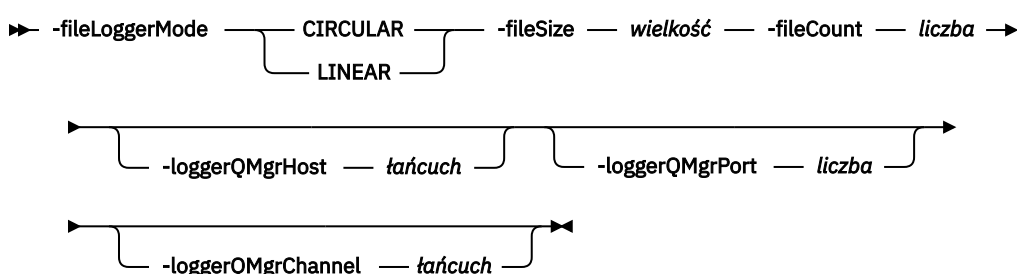 -fileLoggerMode CIRCULAR -fileSize wielkość -fileCount liczba
LINEAR
-loggerQMgrHost łańcuch -loggerQMgrPort liczba
-loggerQMgrChannel łańcuch